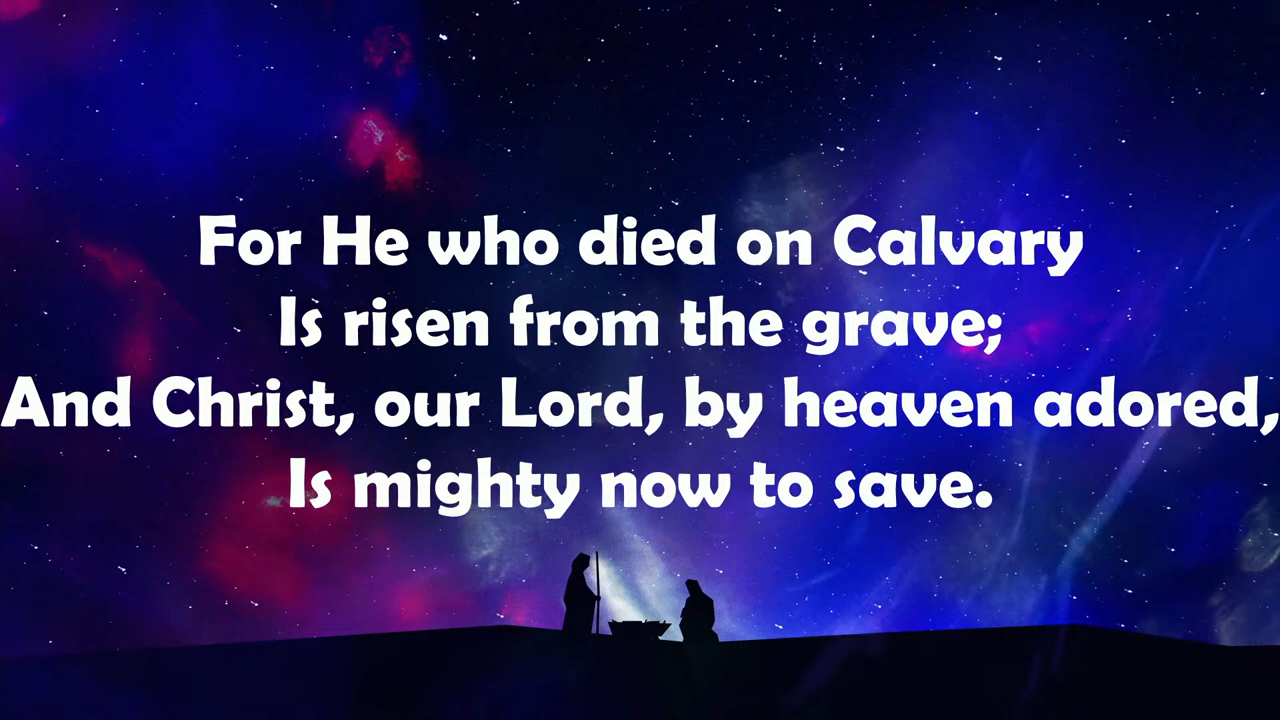 For He who died on Calvary
Is risen from the grave;
And Christ, our Lord, by heaven adored,
Is mighty now to save.